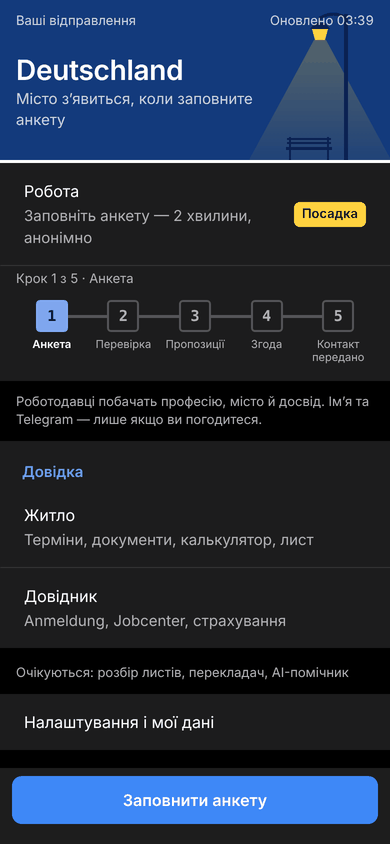 Ваші відправлення
Оновлено 03:39
Deutschland
Місто зʼявиться, коли заповните
анкету
Робота
Заповніть анкету — 2 хвилини,
анонімно
Посадка
Крок 1 з 5 · Анкета
1
2
3
4
5
Анкета
Перевірка
Пропозиції
Згода
Контакт
передано
Роботодавці побачать професію, місто й досвід. Імʼя та
Telegram — лише якщо ви погодитеся.
Довідка
Житло
Терміни, документи, калькулятор, лист
Довідник
Anmeldung, Jobcenter, страхування
Очікуються: розбір листів, перекладач, AI-помічник
Налаштування і мої дані
Заповнити анкету